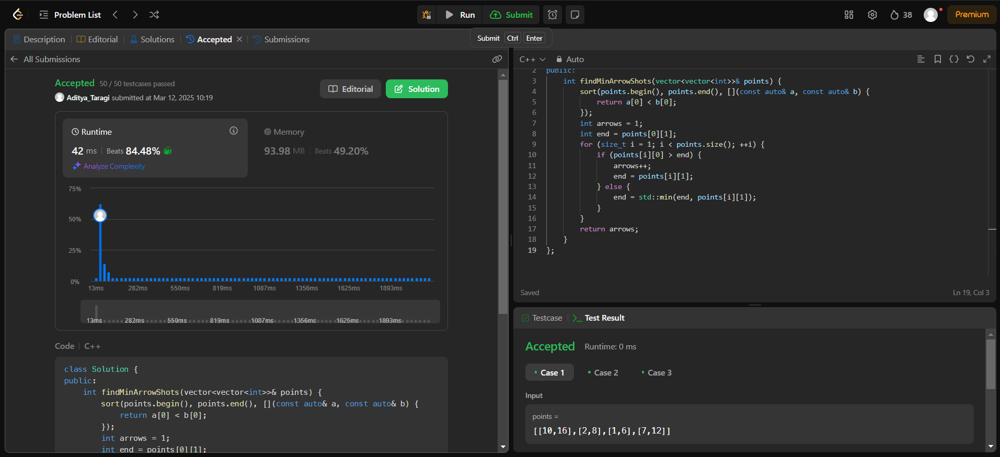 Problem List
Run
Submit
38
Premium
Submit Ctrl Enter
Description
Editorial
Solutions
Accepted
Submissions
All Submissions
Accepted 50 / 50 testcases passed
Aditya_Taragi submitted at Mar 12, 2025 10:19
Editorial
Solution
Runtime
42 ms Beats 84.48%
Analyze Complexity
Memory
93.98 MB Beats 49.20%
75%
50%
25%
0%
13ms 282ms 550ms 819ms 1087ms 1356ms 1625ms 1893ms
13ms 282ms 550ms 819ms 1087ms 1356ms 1625ms 1893ms
Code C++
class Solution {
public:
    int findMinArrowShots(vector<vector<int>>& points) {
        sort(points.begin(), points.end(), [](const auto& a, const auto& b) {
            return a[0] < b[0];
        });
        int arrows = 1;
        int end = points[0][1];
C++ Auto
2 public:
3     int findMinArrowShots(vector<vector<int>>& points) {
4         sort(points.begin(), points.end(), [](const auto& a, const auto& b) {
5             return a[0] < b[0];
6         });
7         int arrows = 1;
8         int end = points[0][1];
9         for (size_t i = 1; i < points.size(); ++i) {
10             if (points[i][0] > end) {
11                 arrows++;
12                 end = points[i][1];
13             } else {
14                 end = std::min(end, points[i][1]);
15             }
16         }
17         return arrows;
18     }
19 };
Saved
Ln 19, Col 3
Testcase
Test Result
Accepted Runtime: 0 ms
Case 1
Case 2
Case 3
Input
points =
[[10,16],[2,8],[1,6],[7,12]]